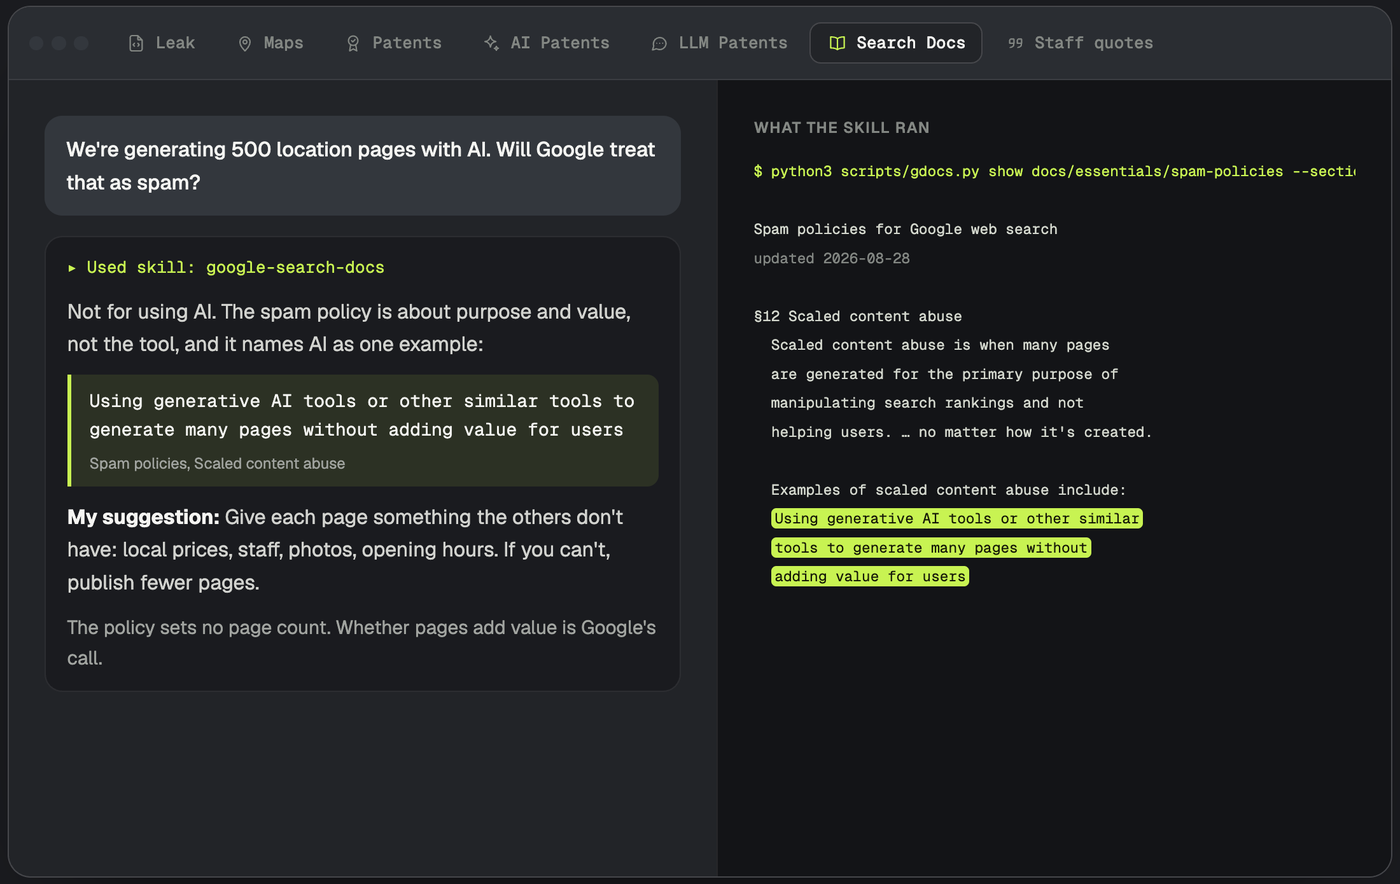 Leak Maps Patents AI Patents LLM Patents Search Docs Staff quotes
We're generating 500 location pages with AI. Will Google treat
that as spam?
▸ Used skill: google-search-docs
Not for using AI. The spam policy is about purpose and value,
not the tool, and it names AI as one example:
Using generative AI tools or other similar tools to
generate many pages without adding value for users
Spam policies, Scaled content abuse
My suggestion: Give each page something the others don't
have: local prices, staff, photos, opening hours. If you can't,
publish fewer pages.
The policy sets no page count. Whether pages add value is Google's
call.
WHAT THE SKILL RAN
$ python3 scripts/gdocs.py show docs/essentials/spam-policies
Spam policies for Google web search
updated 2026-08-28
§12 Scaled content abuse
Scaled content abuse is when many pages
are generated for the primary purpose of
manipulating search rankings and not
helping users. … no matter how it's created.
Examples of scaled content abuse include:
Using generative AI tools or other similar
tools to generate many pages without
adding value for users